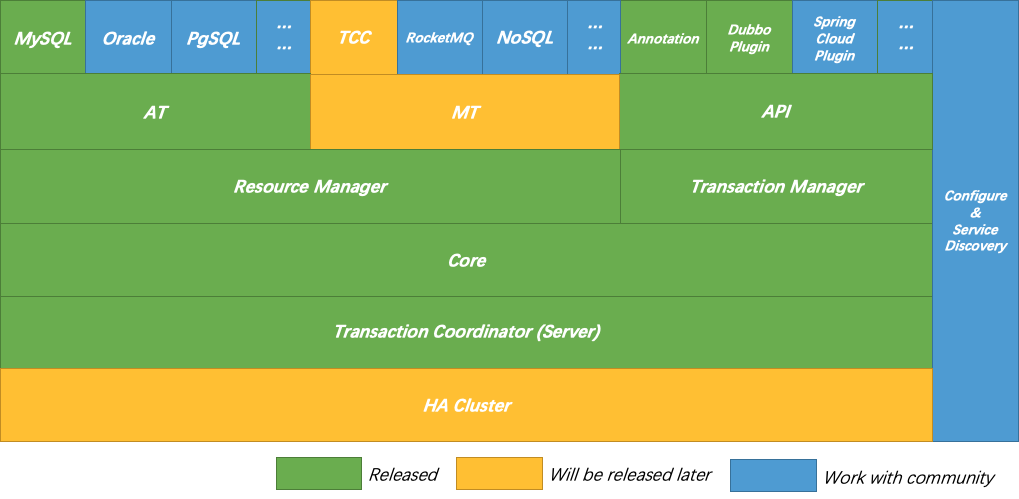 MySQL
Oracle
PgSQL
...
...
TCC
RocketMQ
NoSQL
...
...
Annotation
Dubbo
Plugin
Spring
Cloud
Plugin
...
...
AT
MT
API
Resource Manager
Transaction Manager
Configure
&
Service
Discovery
Core
Transaction Coordinator (Server)
HA Cluster
Released
Will be released later
Work with community